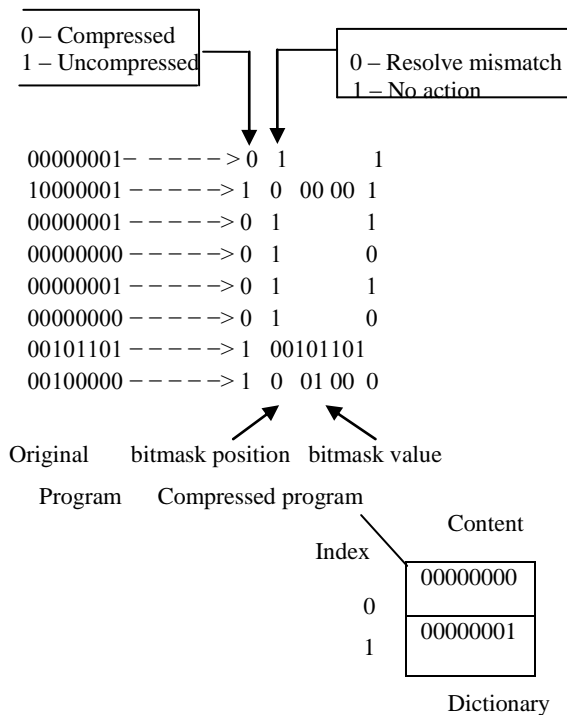 0 – Compressed
1 – Uncompressed
0 – Resolve mismatch
1 – No action
00000001- - - - - -> 0 1 1
10000001 - - - - - -> 1 0 00 00 1
00000001 - - - - - -> 0 1 1
00000000 - - - - - -> 0 1 0
00000001 - - - - - -> 0 1 1
00000000 - - - - - -> 0 1 0
00101101 - - - - - -> 1 00101101
00100000 - - - - - -> 1 0 01 00 0
Original bitmask position bitmask value
Program Compressed program
Content
Index
00000000
0
00000001
1
Dictionary